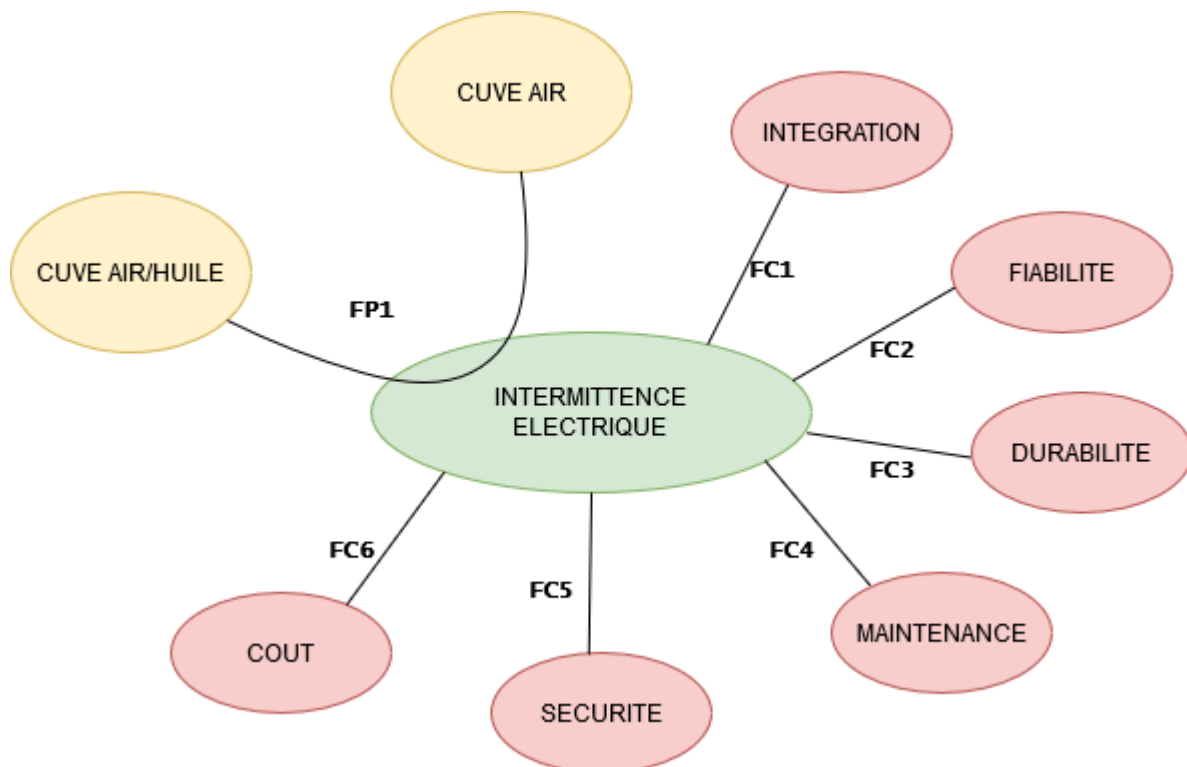 CUVE AIR
INTEGRATION
CUVE AIR/HUILE
FP1
FC1
FIABILITE
FC2
INTERMITTENCE
ELECTRIQUE
DURABILITE
FC3
FC6
FC4
FC5
MAINTENANCE
COUT
SECURITE